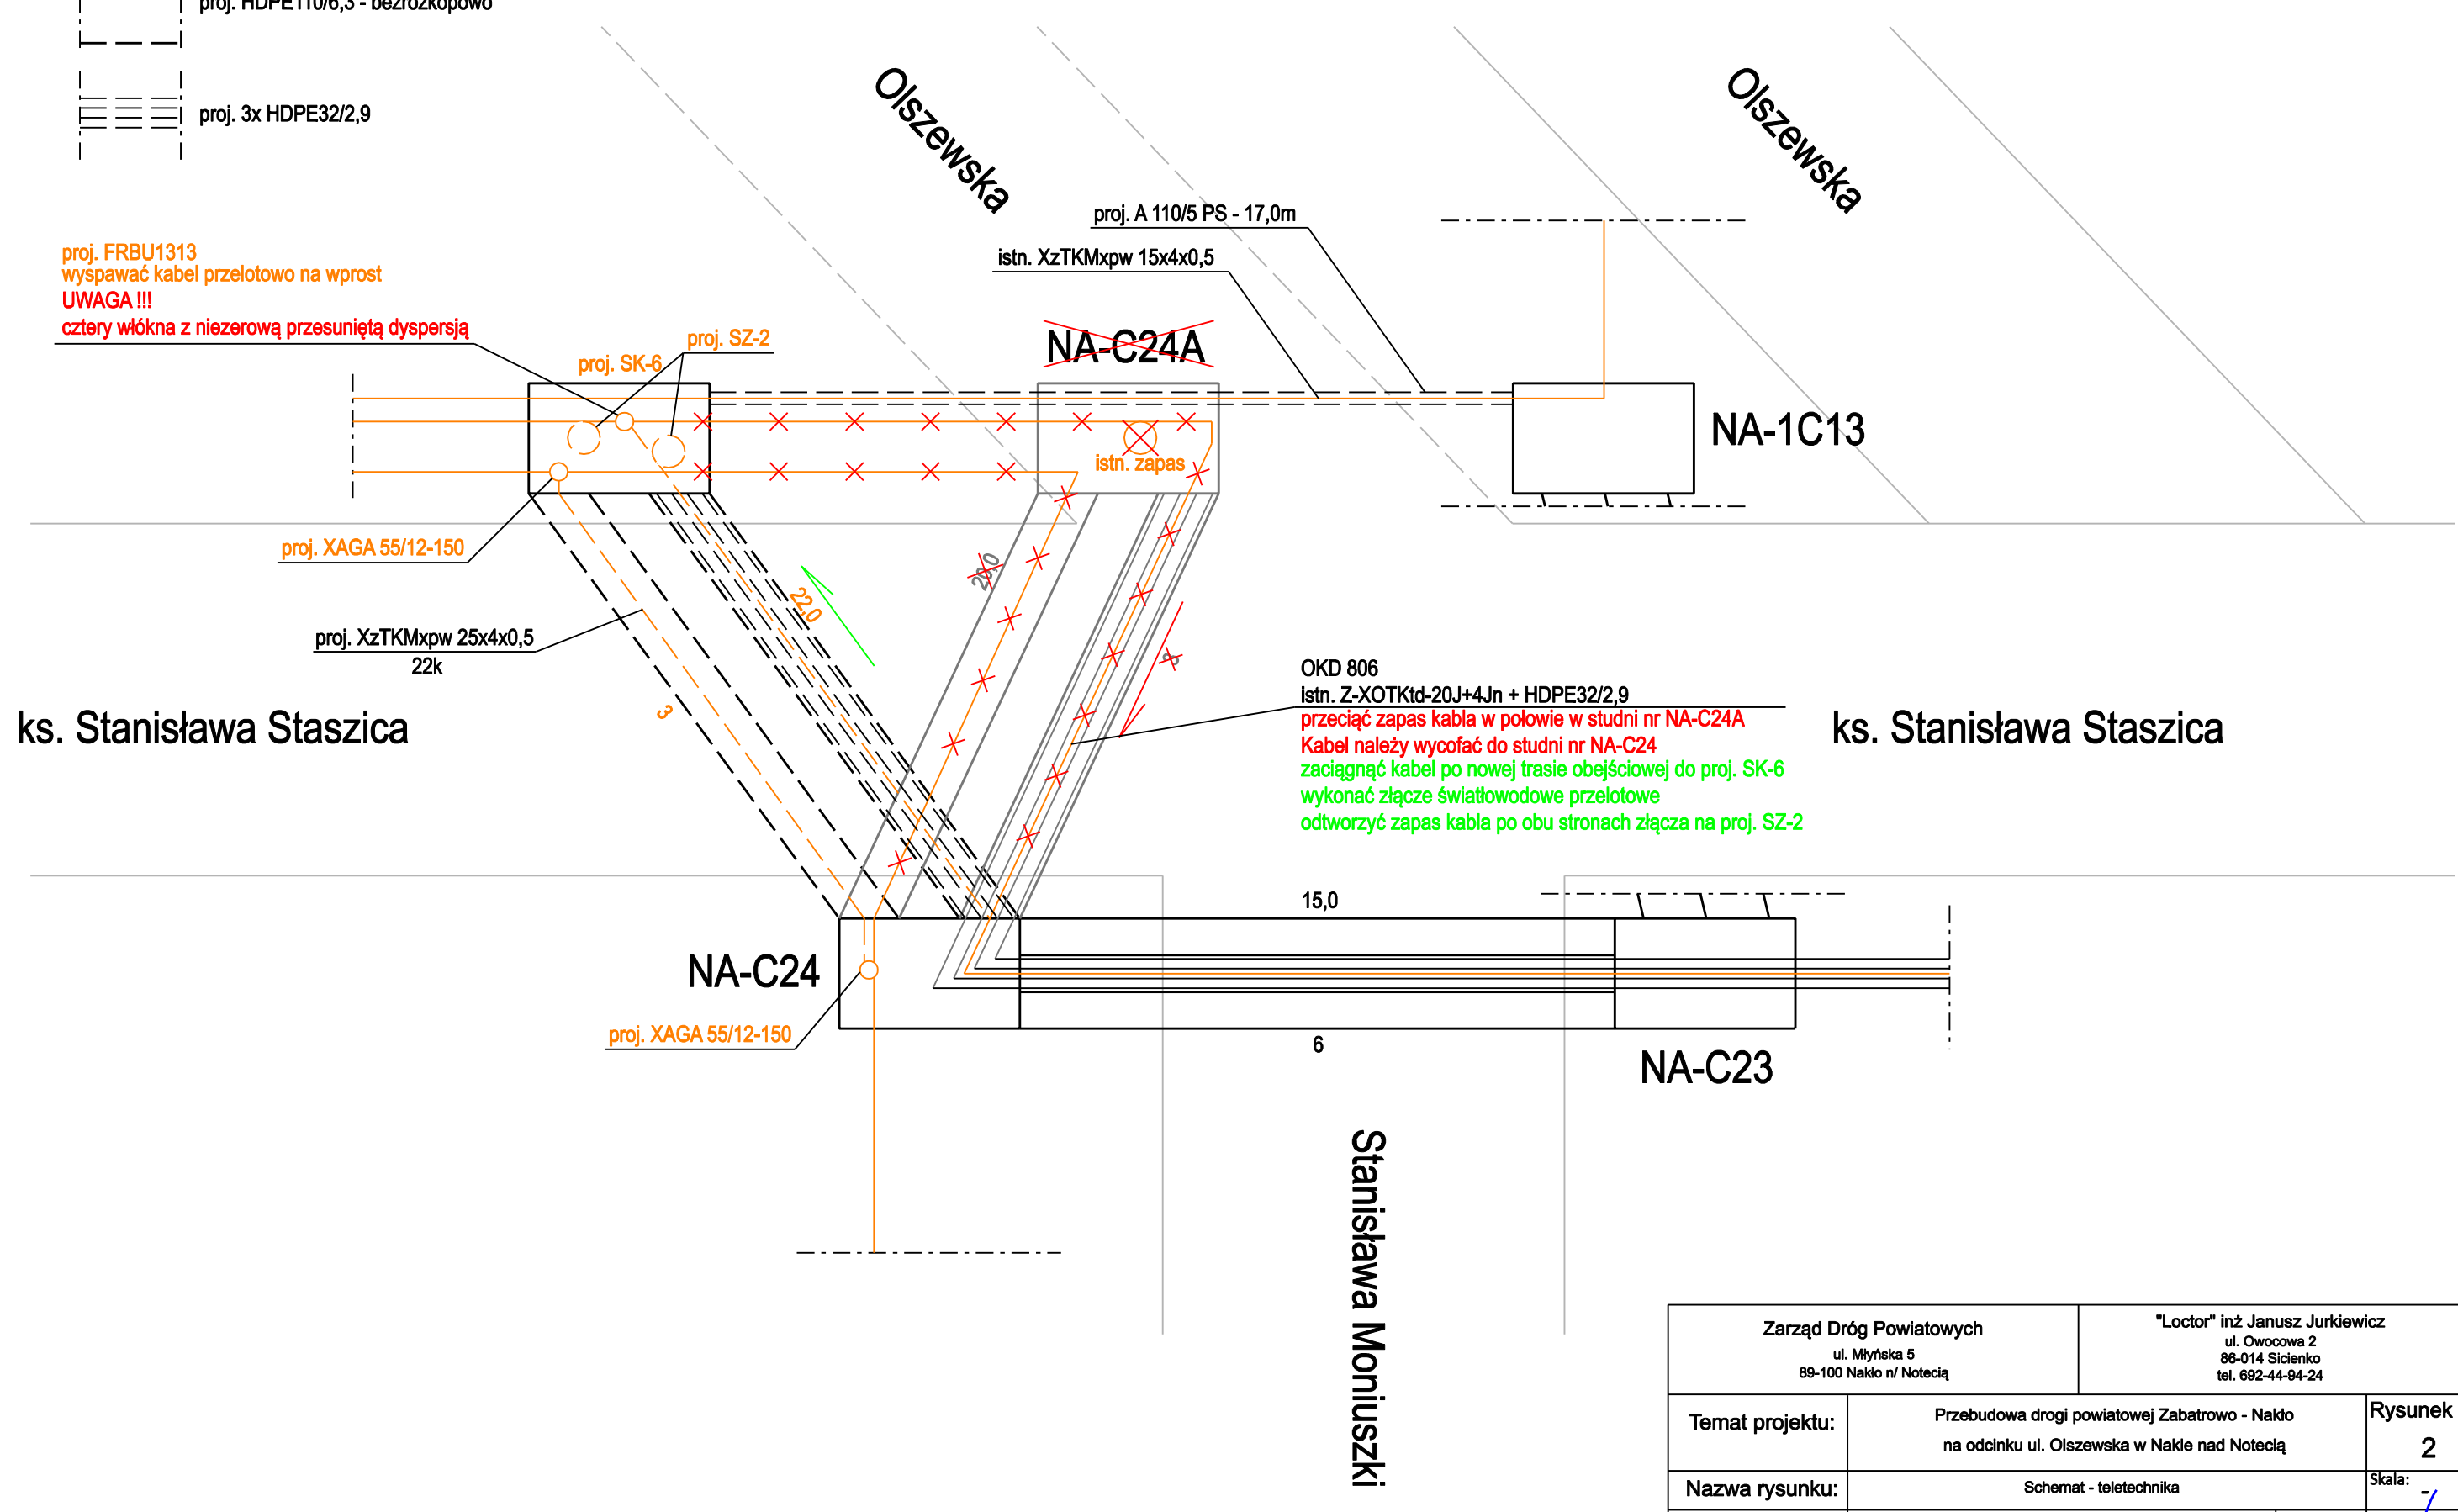 proj. HDPE110/6,3 - bezrozkopowo
proj. 3x HDPE32/2,9
Olszewska
Olszewska
proj. A 110/5 PS - 17,0m
istn. XzTKMxpw 15x4x0,5
proj. FRBU1313
wyspawać kabel przelotowo na wprost
UWAGA !!!
cztery włókna z niezerową przesuniętą dyspersją
proj. SZ-2
proj. SK-6
NA-C24A
NA-1C13
istn. zapas
proj. XAGA 55/12-150
20,0
22,0
proj. XzTKMxpw 25x4x0,5
22k
3
OKD 806
istn. Z-XOTKtd-20J+4Jn + HDPE32/2,9
przeciąć zapas kabla w połowie w studni nr NA-C24A
Kabel należy wycofać do studni nr NA-C24
zaciągnąć kabel po nowej trasie obejściowej do proj. SK-6
wykonać złącze światłowodowe przelotowe
odtworzyć zapas kabla po obu stronach złącza na proj. SZ-2
ks. Stanisława Staszica
ks. Stanisława Staszica
15,0
NA-C24
proj. XAGA 55/12-150
6
NA-C23
Stanisława Moniuszki
Zarząd Dróg Powiatowych
ul. Młyńska 5
89-100 Nakło n/ Notecią
"Loctor" inż Janusz Jurkiewicz
ul. Owocowa 2
86-014 Sicienko
tel. 692-44-94-24
Temat projektu:
Przebudowa drogi powiatowej Zabatrowo - Nakło
na odcinku ul. Olszewska w Nakle nad Notecią
Rysunek
2
Nazwa rysunku:
Schemat - teletechnika
Skala:
-